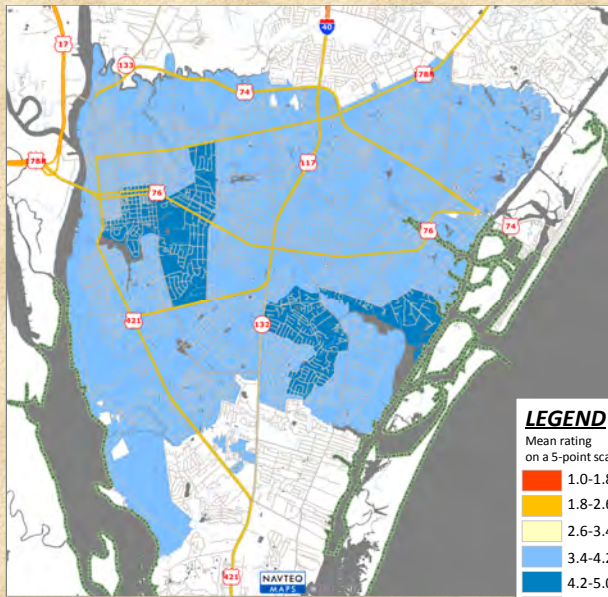 40
17
133
74
17BR
117
17BR
76
76
74
421
132
LEGEND
Mean rating
on a 5-point sca
1.0-1.8
1.8-2.6
2.6-3.4
3.4-4.2
4.2-5.0
421
NAVTEQ
MAPS